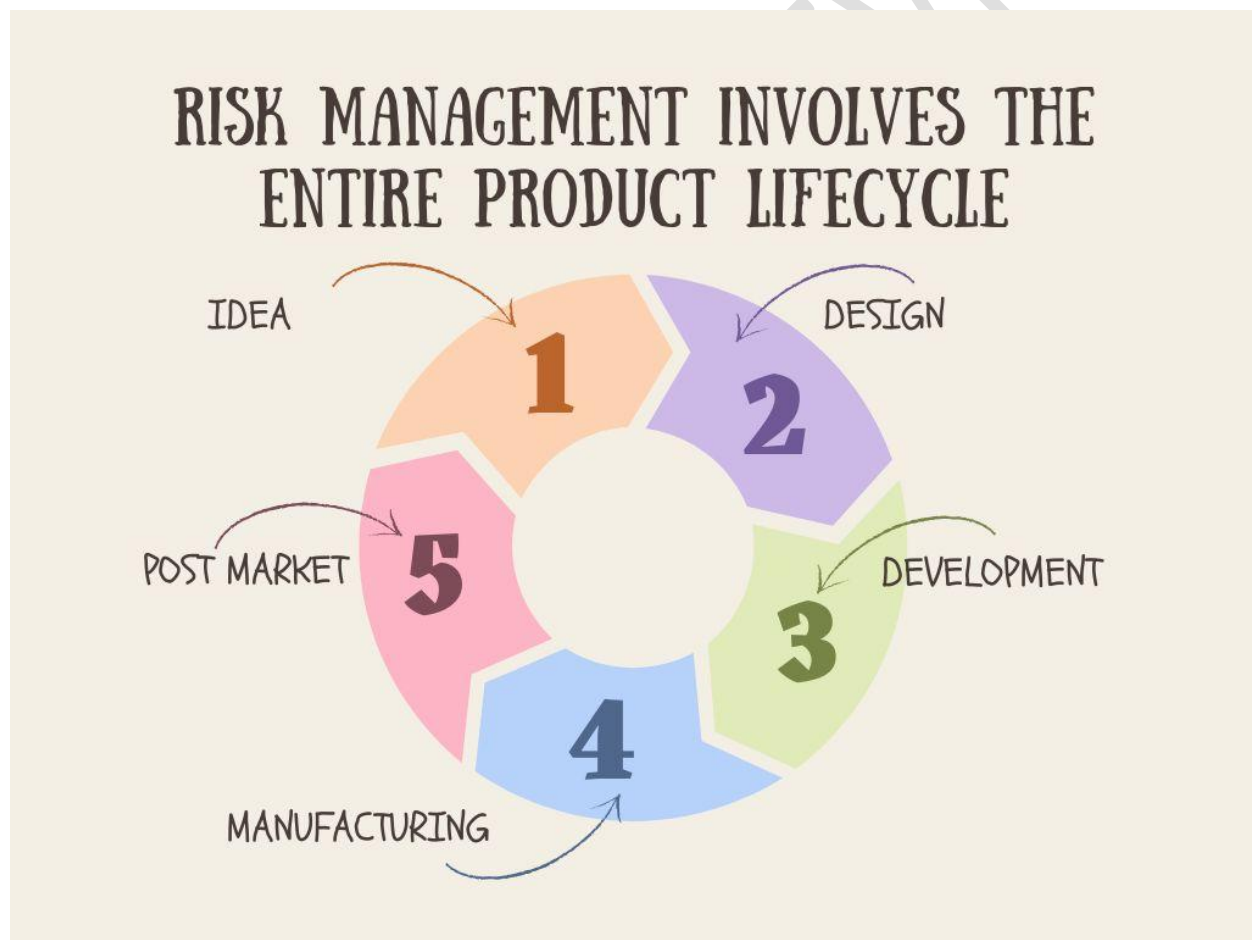 RISK MANAGEMENT INVOLVES THE
ENTIRE PRODUCT LIFECYCLE
IDEA
1
DESIGN
2
DEVELOPMENT
3
MANUFACTURING
4
POST MARKET
5